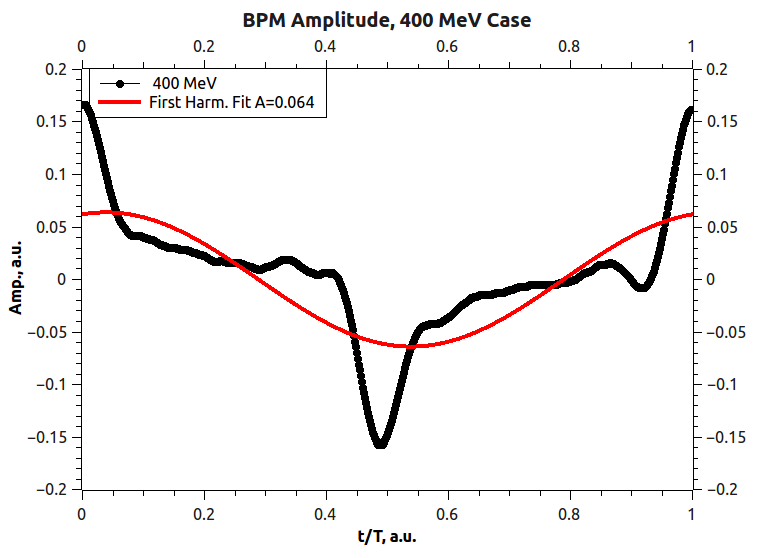 BPM Amplitude, 400 MeV Case
0 0.2 0.4 0.6 0.8 1
0.2 0.2
400 MeV
First Harm. Fit A=0.064
0.15 0.15
0.1 0.1
0.05 0.05
0 0
Amp., a.u.
−0.05 −0.05
−0.1 −0.1
−0.15 −0.15
−0.2 −0.2
0 0.2 0.4 0.6 0.8 1
t/T, a.u.